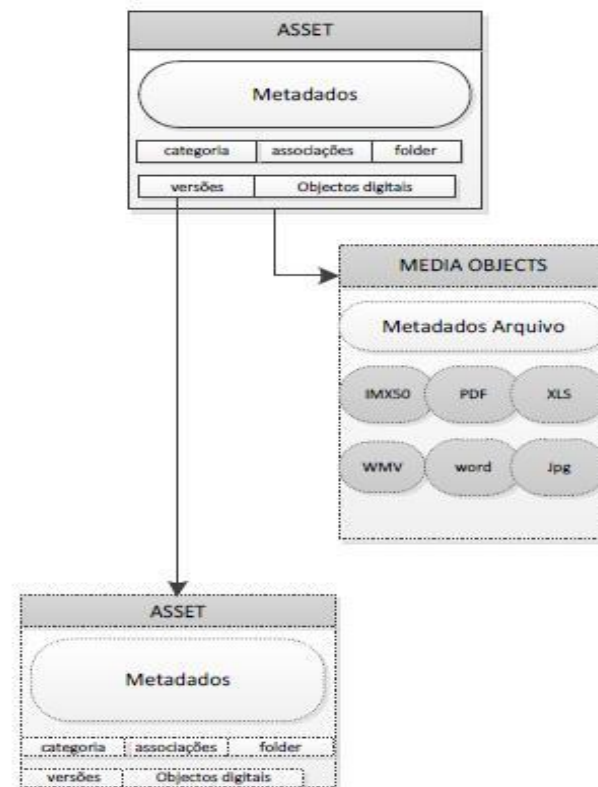 ASSET
Metadados
categoria associações folder
versões Objectos digitais
MEDIA OBJECTS
Metadados Arquivo
IMX50 PDF XLS
WMV word Jpg
ASSET
Metadados
categoria associações folder
versões Objectos digitais